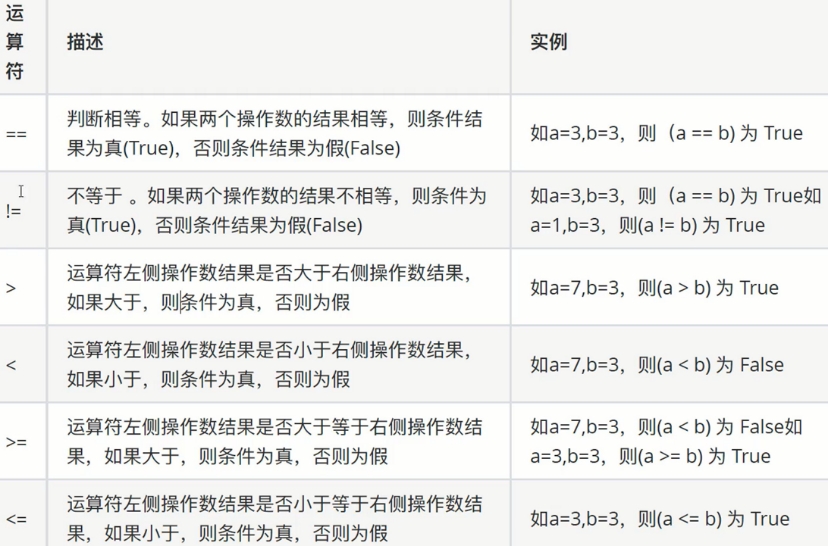 运
算
符
描述
实例
==
判断相等。如果两个操作数的结果相等，则条件结
果为真(True)，否则条件结果为假(False)
如a=3,b=3，则（a == b) 为 True
!=
不等于 。如果两个操作数的结果不相等，则条件为
真(True)，否则条件结果为假(False)
如a=3,b=3，则（a == b) 为 True如
a=1,b=3，则(a != b) 为 True
>
运算符左侧操作数结果是否大于右侧操作数结果，
如果大于，则条件为真，否则为假
如a=7,b=3，则(a > b) 为 True
<
运算符左侧操作数结果是否小于右侧操作数结果，
如果小于，则条件为真，否则为假
如a=7,b=3，则(a < b) 为 False
>=
运算符左侧操作数结果是否大于等于右侧操作数结
果，如果大于，则条件为真，否则为假
如a=7,b=3，则(a < b) 为 False如
a=3,b=3，则(a >= b) 为 True
<=
运算符左侧操作数结果是否小于等于右侧操作数结
果，如果小于，则条件为真，否则为假
如a=3,b=3，则(a <= b) 为 True